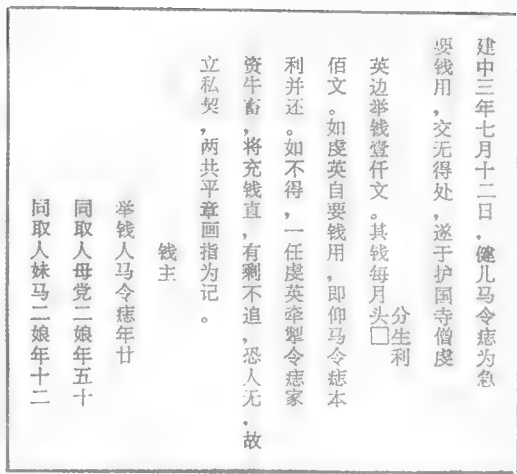 建中三年七月十二日，健儿马令痣为急
要钱用，交无得处，遂于护国寺僧虔
英边举钱壹仟文。其钱每月头□分生利
佰文。如虔英自要钱用，即仰马令痣本
利并还。如不得，一任虔英牵掣令痣家
资牛畜，将充钱直，有剩不追，恐人无．故
立私契，两共平章画指为记。
钱主
举钱人马令痣年廿
同取人母党二娘年五十
同取人妹马二娘年十二